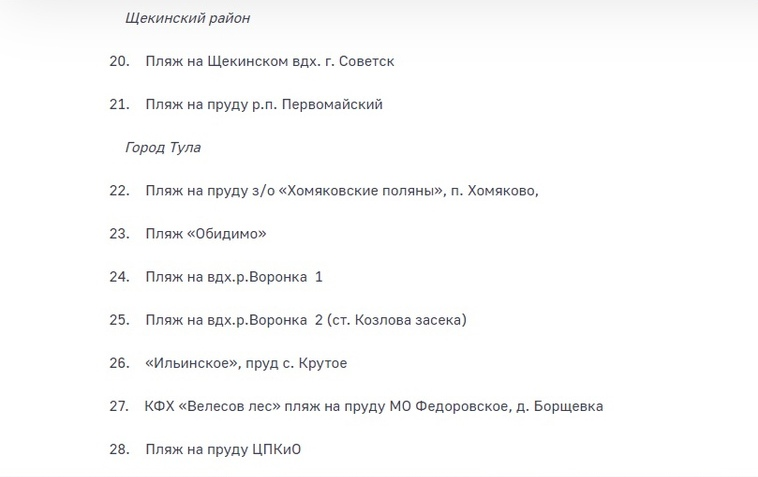 Щекинский район
20. Пляж на Щекинском вдх. г. Советск
21. Пляж на пруду р.п. Первомайский
Город Тула
22. Пляж на пруду з/о «Хомяковские поляны», п. Хомяково,
23. Пляж «Обидимо»
24. Пляж на вдх.р.Воронка 1
25. Пляж на вдх.р.Воронка 2 (ст. Козлова засека)
26. «Ильинское», пруд с. Крутое
27. КФХ «Велесов лес» пляж на пруду МО Федоровское, д. Борщевка
28. Пляж на пруду ЦПКиО